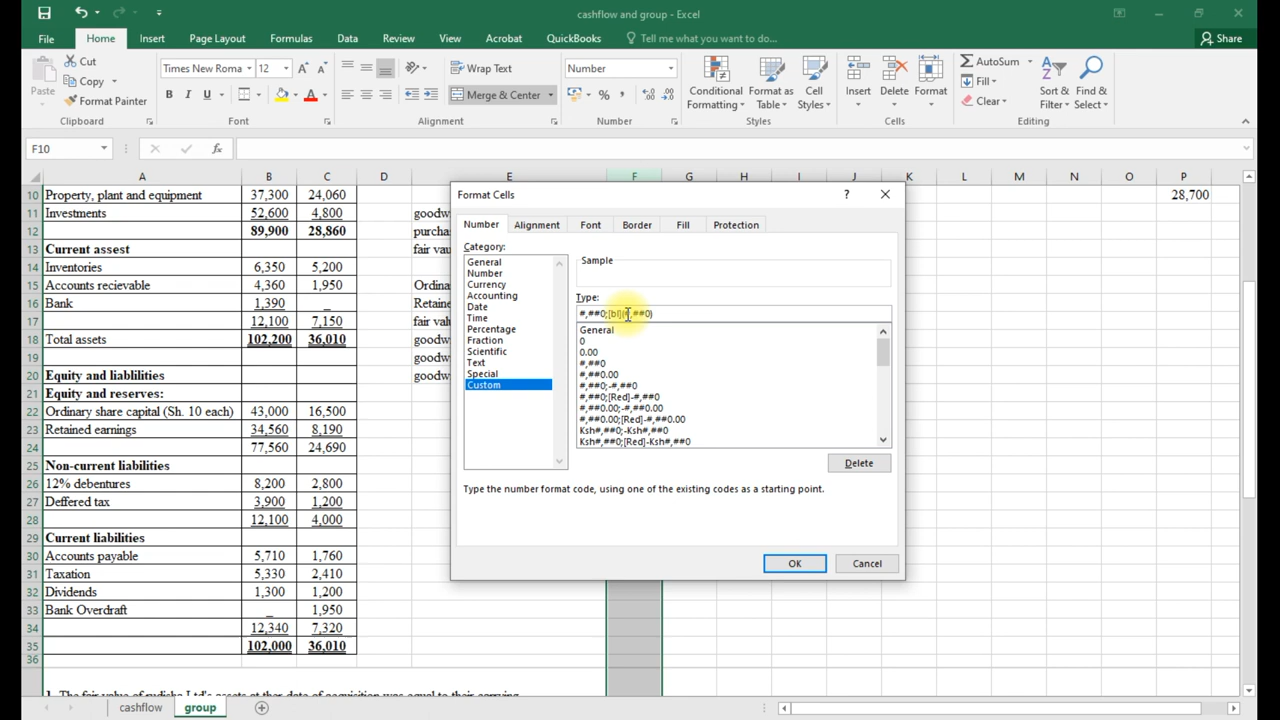 cashflow and group - Excel
File Home Insert Page Layout Formulas Data Review View Acrobat QuickBooks Tell me what you want to do... Share
Paste Cut Copy Format Painter Clipboard
Times New Roma 12 B I U Font
Wrap Text Merge & Center Alignment
Number % , Number
Conditional Formatting Format as Table Cell Styles Styles
Insert Delete Format Cells
AutoSum Fill Clear Sort & Filter Find & Select Editing
F10 fx
A B C D E F G H I J K L M N O P
10 Property, plant and equipment 37,300 24,060 28,700
11 Investments 52,600 4,800 goodw
12 89,900 28,860 purcha
13 Current assest fair vau
14 Inventories 6,350 5,200
15 Accounts recievable 4,360 1,950 Ordina
16 Bank 1,390 _ Retaine
17 12,100 7,150 fair valu
18 Total assets 102,200 36,010 goodw
19 goodw
20 Equity and liablilities goodw
21 Equity and reserves:
22 Ordinary share capital (Sh. 10 each) 43,000 16,500
23 Retained earnings 34,560 8,190
24 77,560 24,690
25 Non-current liabilities
26 12% debentures 8,200 2,800
27 Deffered tax 3,900 1,200
28 12,100 4,000
29 Current liabilities
30 Accounts payable 5,710 1,760
31 Taxation 5,330 2,410
32 Dividends 1,300 1,200
33 Bank Overdraft _ 1,950
34 12,340 7,320
35 102,000 36,010
36
1. The fair value of rudisha Ltd's assets at ther date of acquisition was equal to their carrying
cashflow group
Format Cells ?
Number Alignment Font Border Fill Protection
Category:
General
Number
Currency
Accounting
Date
Time
Percentage
Fraction
Scientific
Text
Special
Custom
Sample
Type:
#,##0;[bl](#,##0)
General
0
0.00
#,##0
#,##0.00
#,##0;-#,##0
#,##0;[Red]-#,##0
#,##0.00;-#,##0.00
#,##0.00;[Red]-#,##0.00
Ksh#,##0;-Ksh#,##0
Ksh#,##0;[Red]-Ksh#,##0
Delete
Type the number format code, using one of the existing codes as a starting point.
OK Cancel